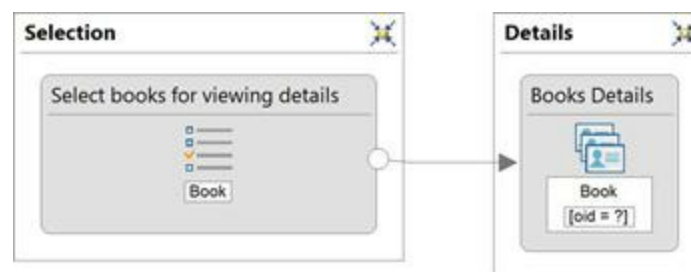 Selection
Select books for viewing details
Book
Details
Books Details
Book
[oid = ?]